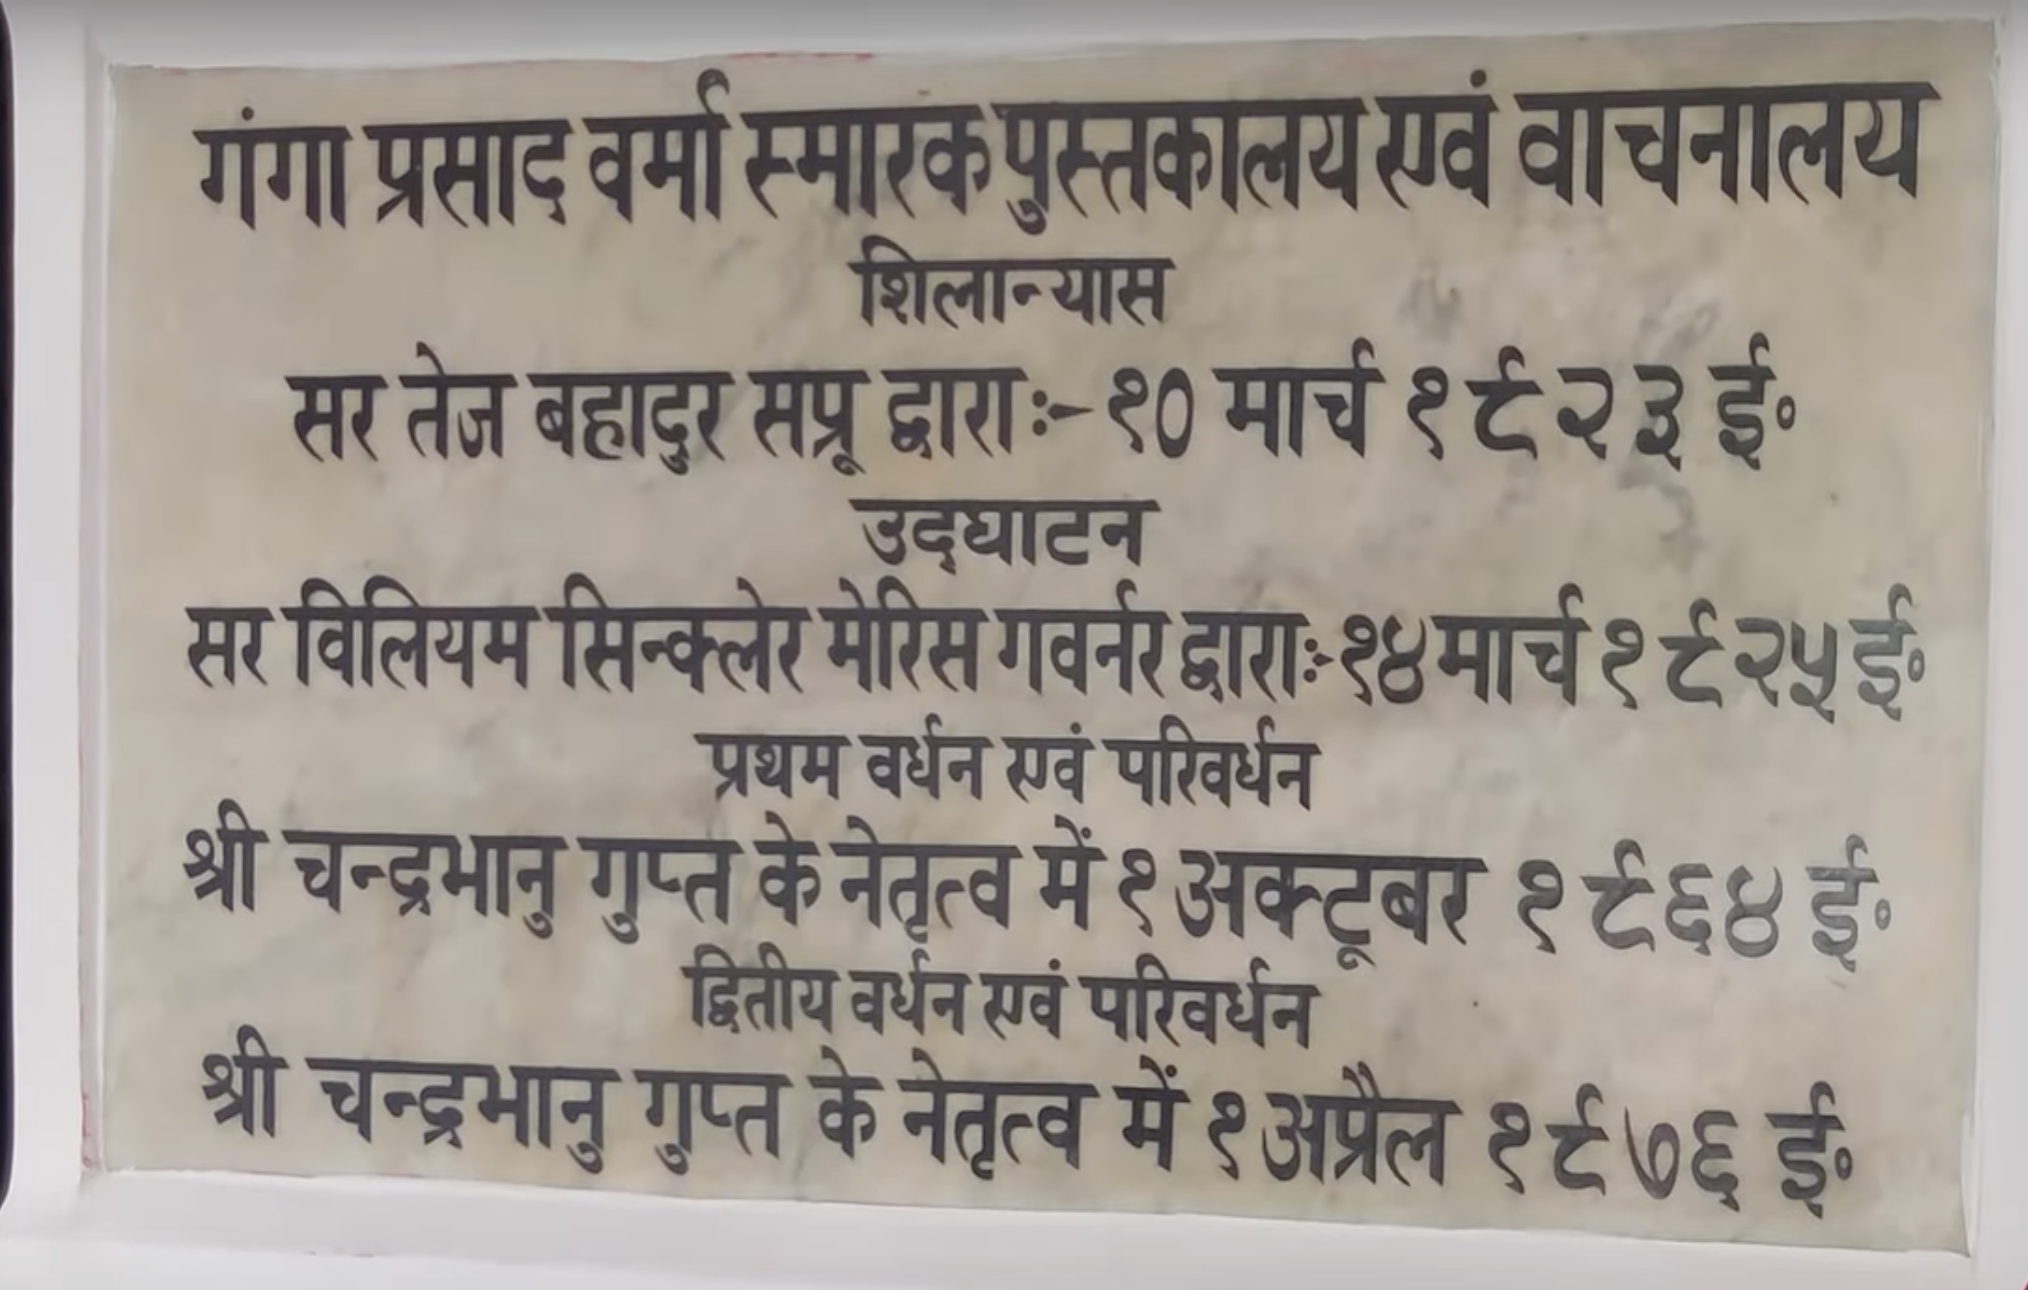 गंगा प्रसाद वर्मा स्मारक पुस्तकालय एवं वाचनालय
शिलान्यास
सर तेज बहादुर सप्रू द्वाराः- १० मार्च १९२३ ई०
उद्घाटन
सर विलियम सिन्क्लेर मेरिस गवर्नर द्वाराः- १४ मार्च १९२५ ई०
प्रथम वर्धन एवं परिवर्धन
श्री चन्द्रभानु गुप्त के नेतृत्व में १ अक्टूबर १९६४ ई०
द्वितीय वर्धन एवं परिवर्धन
श्री चन्द्रभानु गुप्त के नेतृत्व में १ अप्रैल १९७६ ई०